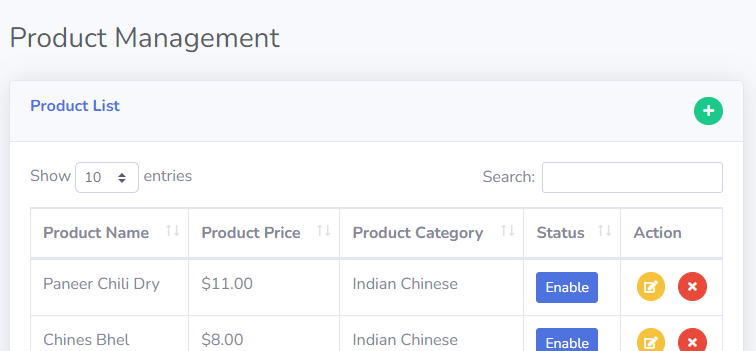 Product Management
Product List
Show 10 entries Search:
Product Name Product Price Product Category Status Action
Paneer Chili Dry $11.00 Indian Chinese Enable
Chines Bhel $8.00 Indian Chinese Enable